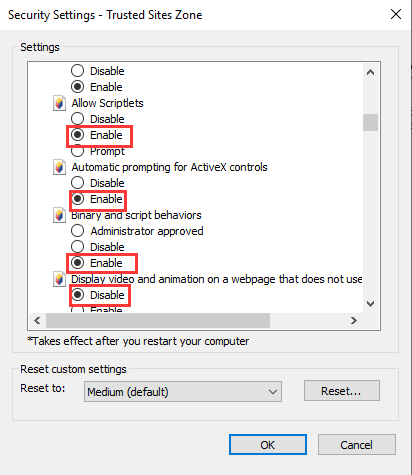 Security Settings - Trusted Sites Zone
Settings
Disable
Enable
Allow Scriptlets
Disable
Enable
Prompt
Automatic prompting for ActiveX controls
Disable
Enable
Binary and script behaviors
Administrator approved
Disable
Enable
Display video and animation on a webpage that does not use
Disable
Enable
*Takes effect after you restart your computer
Reset custom settings
Reset to:
Medium (default)
Reset...
OK
Cancel